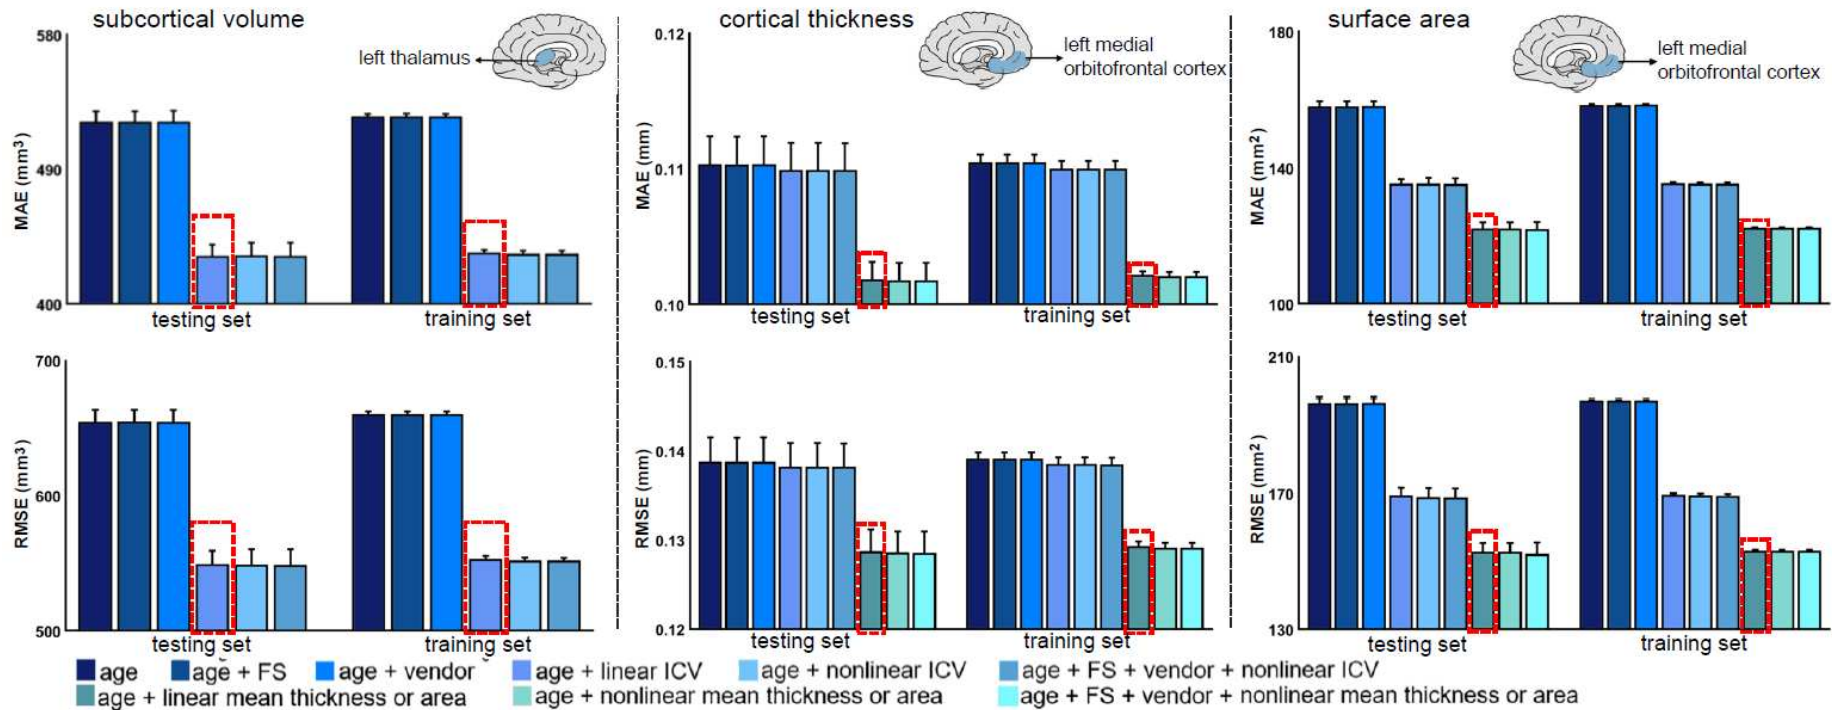 subcortical volume
580
490
400
MAE (mm³)
left thalamus
testing set
training set
700
600
500
RMSE (mm³)
testing set
training set
cortical thickness
0.12
0.11
0.10
MAE (mm)
left medial
orbitofrontal cortex
testing set
training set
0.15
0.14
0.13
0.12
RMSE (mm)
testing set
training set
surface area
180
140
100
MAE (mm²)
left medial
orbitofrontal cortex
testing set
training set
210
170
130
RMSE (mm²)
testing set
training set
age
age + FS
age + vendor
age + linear ICV
age + nonlinear ICV
age + FS + vendor + nonlinear ICV
age + linear mean thickness or area
age + nonlinear mean thickness or area
age + FS + vendor + nonlinear mean thickness or area